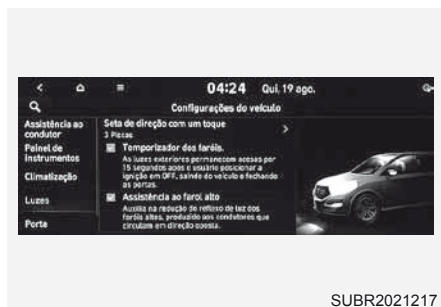 04:24 Qui, 19 ago.
Configurações do veículo
Assistência ao
condutor
Painel de
instrumentos
Climatização
Luzes
Porta
Seta de direção com um toque
3 Piscas
Temporizador dos faróis.
As luzes exteriores permanecem acesas por
15 segundos após o usuário posicionar a
ignição em OFF, saindo do veículo e fechando
as portas.
Assistência ao farol alto
Auxilia na redução do reflexo de luz dos
faróis altos, produzido aos condutores que
circulam em direção oposta.
SUBR2021217